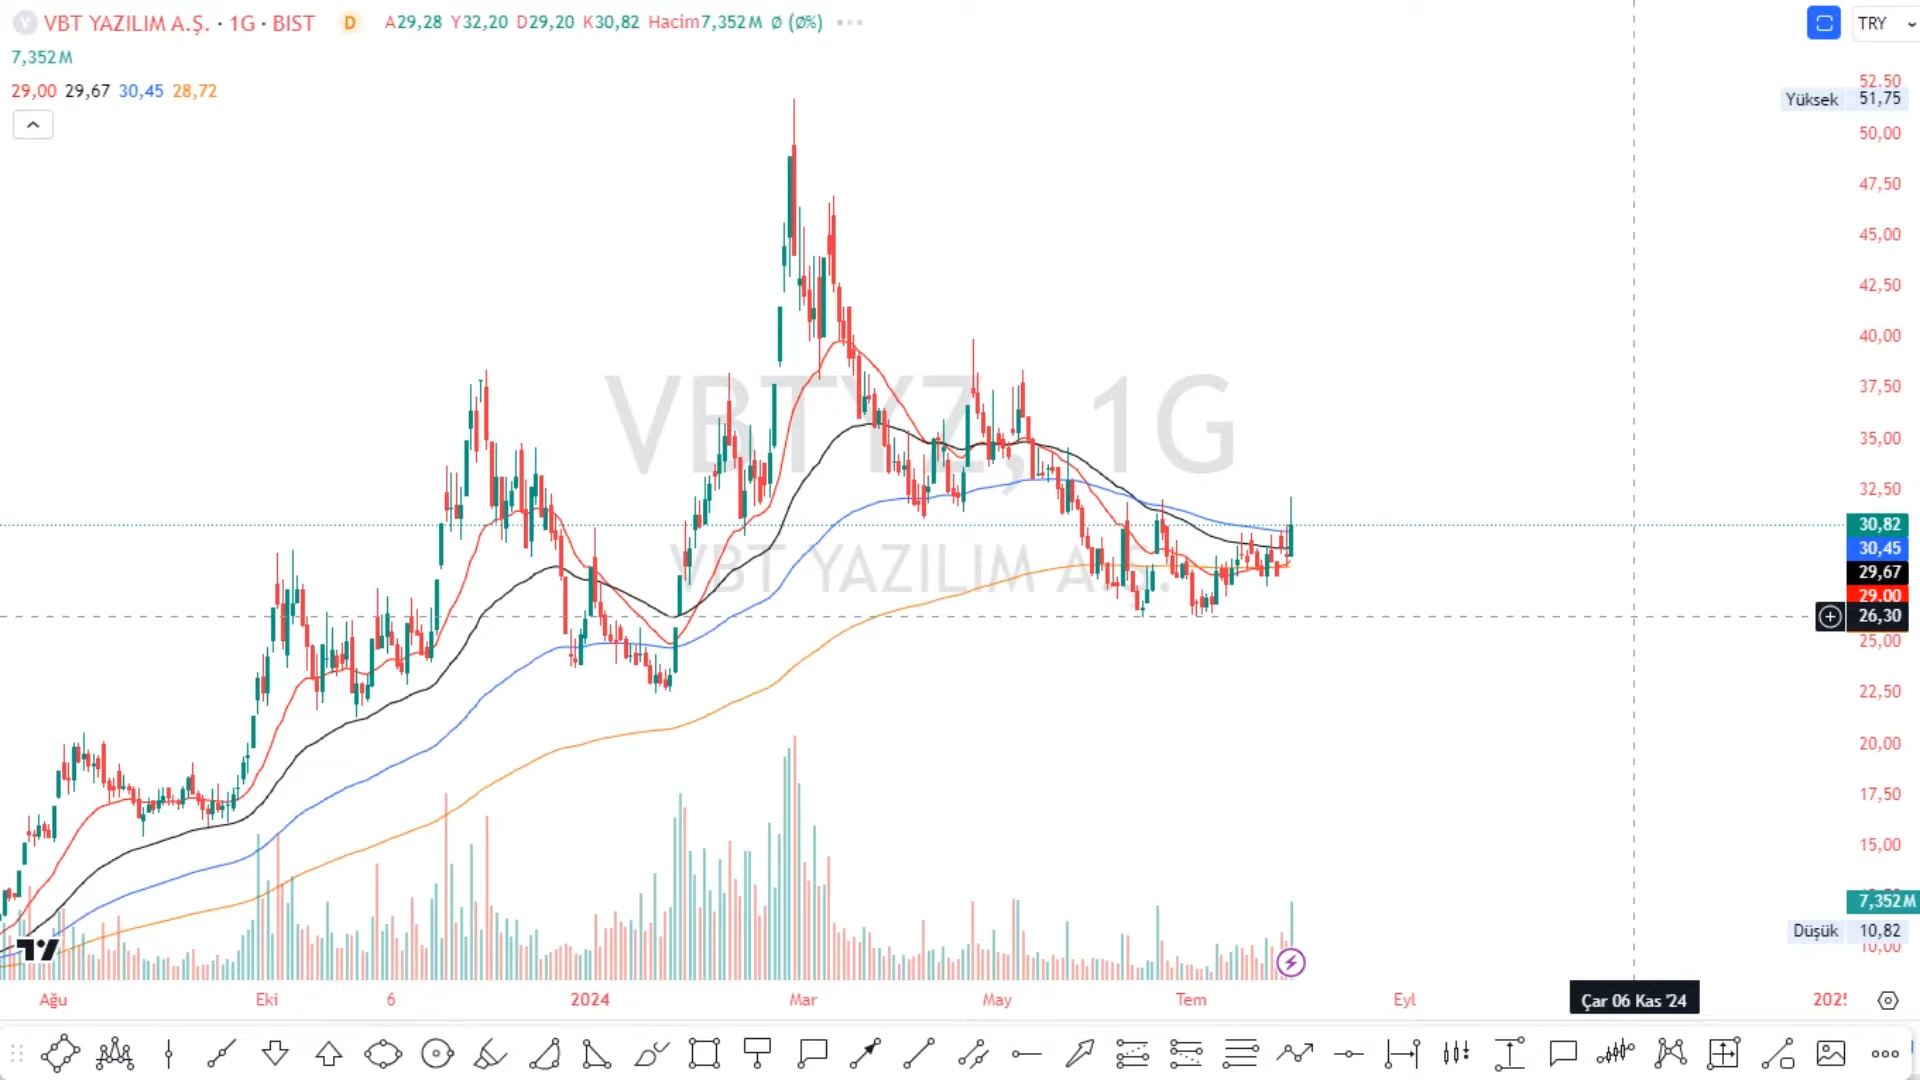 V VBT YAZILIM A.Ş. · 1G · BIST D A29,28 Y32,20 D29,20 K30,82 Hacim7,352 M ∅ (∅%)
TRY
7,352 M
29,00 29,67 30,45 28,72
52,50
Yüksek 51,75
50,00
47,50
45,00
42,50
40,00
37,50
35,00
32,50
30,82
30,45
29,67
29,00
26,30
25,00
22,50
20,00
17,50
15,00
7,352 M
Düşük 10,82
10,00
VBTYZ, 1G
VBT YAZILIM A.Ş.
Ağu Eki 6 2024 Mar May Tem Eyl Çar 06 Kas '24